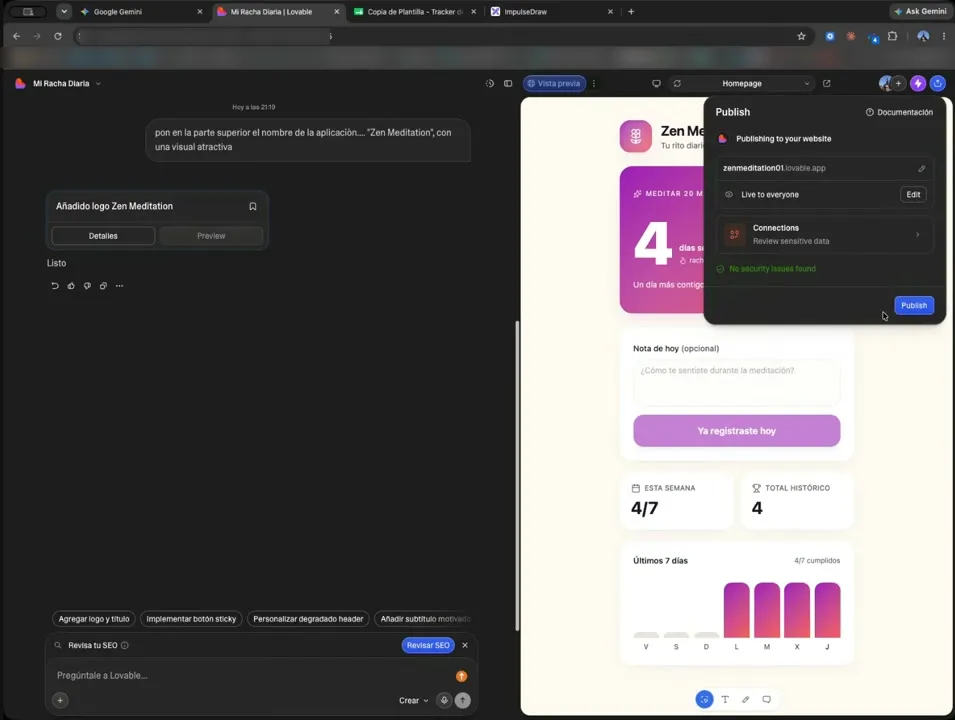 Google Gemini
Mi Racha Diaria | Lovable
Copia de Plantilla - Tracker d
ImpulseDraw
Ask Gemini
4
Mi Racha Diaria
Vista previa
Homepage
Hoy a las 21:19
pon en la parte superior el nombre de la aplicaciòn.... "Zen Meditation", con
una visual atractiva
Añadido logo Zen Meditation
Detalles
Preview
Listo
Agregar logo y título
Implementar botón sticky
Personalizar degradado header
Añadir subtítulo motivado
Revisa tu SEO
Revisar SEO
Pregúntale a Lovable...
Crear
Zen Me
Tu rito diari
MEDITAR 20 M
4
días s
rach
Un día más contigo
Publish
Documentación
Publishing to your website
zenmeditation01.lovable.app
Live to everyone
Edit
Connections
Review sensitive data
No security issues found
Publish
Nota de hoy (opcional)
¿Cómo te sentiste durante la meditación?
Ya registraste hoy
ESTA SEMANA
4/7
TOTAL HISTÓRICO
4
Últimos 7 días
4/7 cumplidos
V S D L M X J